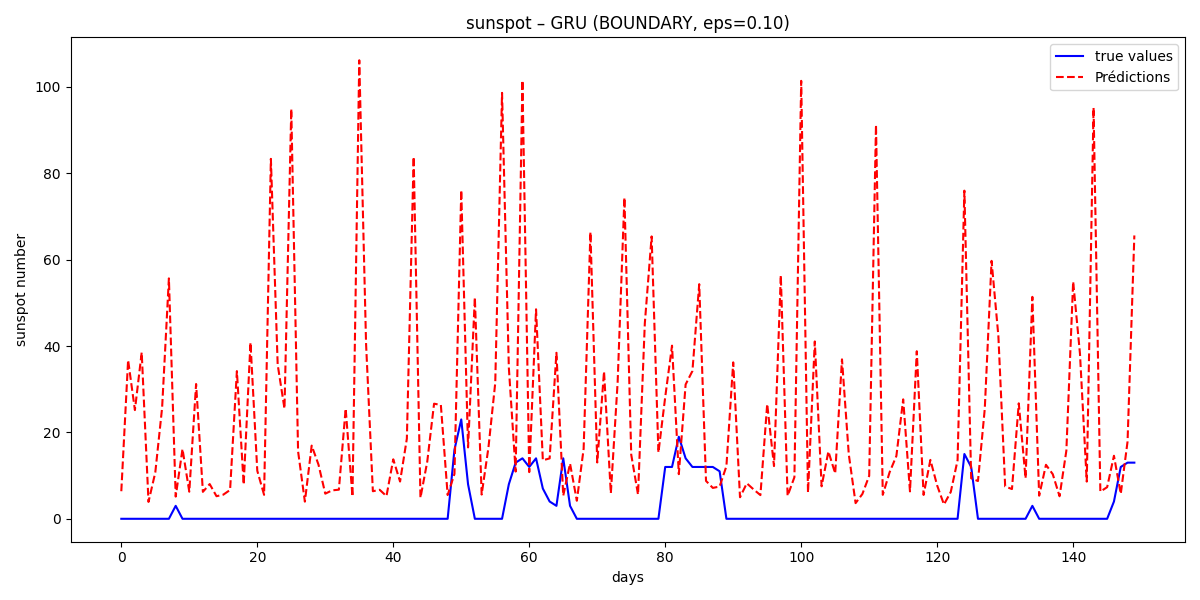 sunspot – GRU (BOUNDARY, eps=0.10)
true values
Prédictions
sunspot number
100
80
60
40
20
0
0 20 40 60 80 100 120 140
days